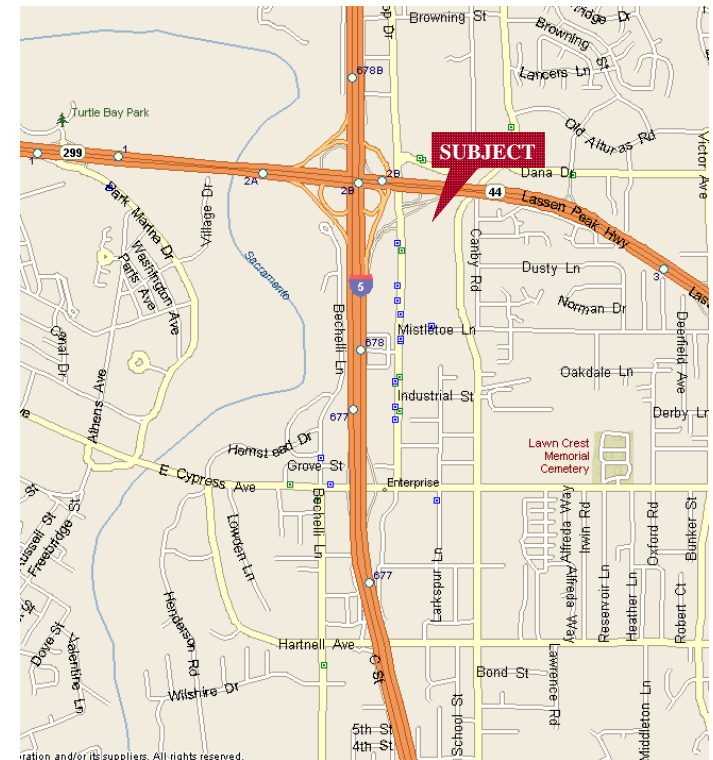 Browning St
678B
Browning St
Lancers Ln
Turtle Bay Park
Old Alturas Rd
Victor Ave
SUBJECT
299
1
1
2A
2B
2B
Dana Dr
44
Lassen Peak Hwy
Park Marina Dr
Village Dr
Washington Ave
Paris Ave
Sacramento
Canby Rd
Dusty Ln
3
5
Norman Dr
Bechelli Ln
Mistletoe Ln
678
Deerfield Ave
Oakdale Ln
Athens Ave
Industrial St
677
Derby Ln
Hemstead Dr
Lawn Crest
Memorial
Cemetery
Grove St
E Cypress Ave
Enterprise
Bechelli Ln
Lowden Ln
Russell St
Freebridge St
Larkspur Ln
Alfreda Way
Alfreda Way
Irwin Rd
Reservoir Ln
Heather Ln
Oxford Rd
Bunker St
Robert Ct
677
Henderson Rd
Hartnell Ave
C St
Dove St
Valentine Ln
Wilshire Dr
Bond St
Lawrence Rd
School St
Middleton Ln
5th St
4th St
oration and/or its suppliers. All rights reserved.